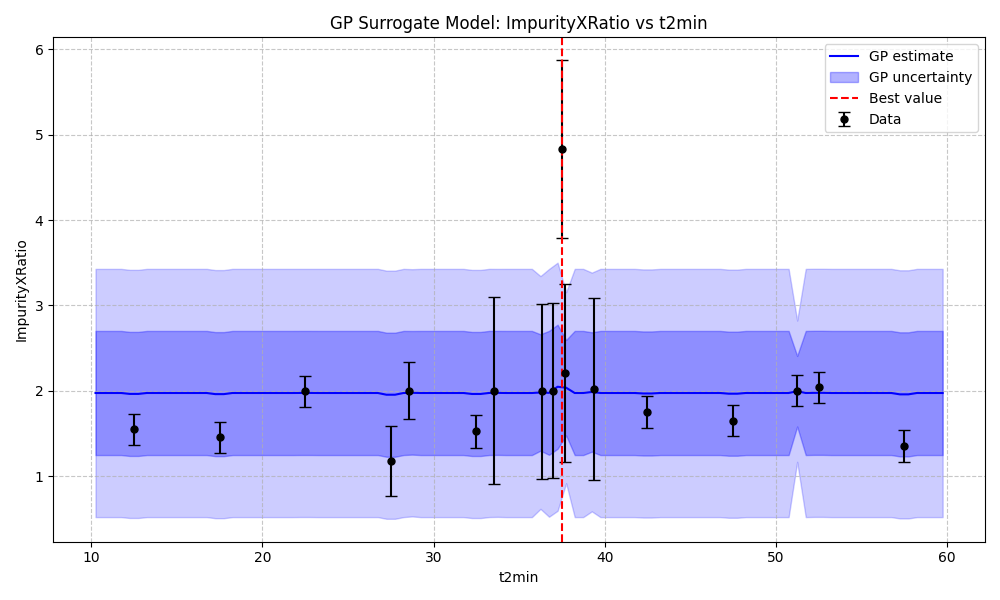 GP Surrogate Model: ImpurityXRatio vs t2min
GP estimate
GP uncertainty
Best value
Data
ImpurityXRatio
6
5
4
3
2
1
10
20
30
40
50
60
t2min